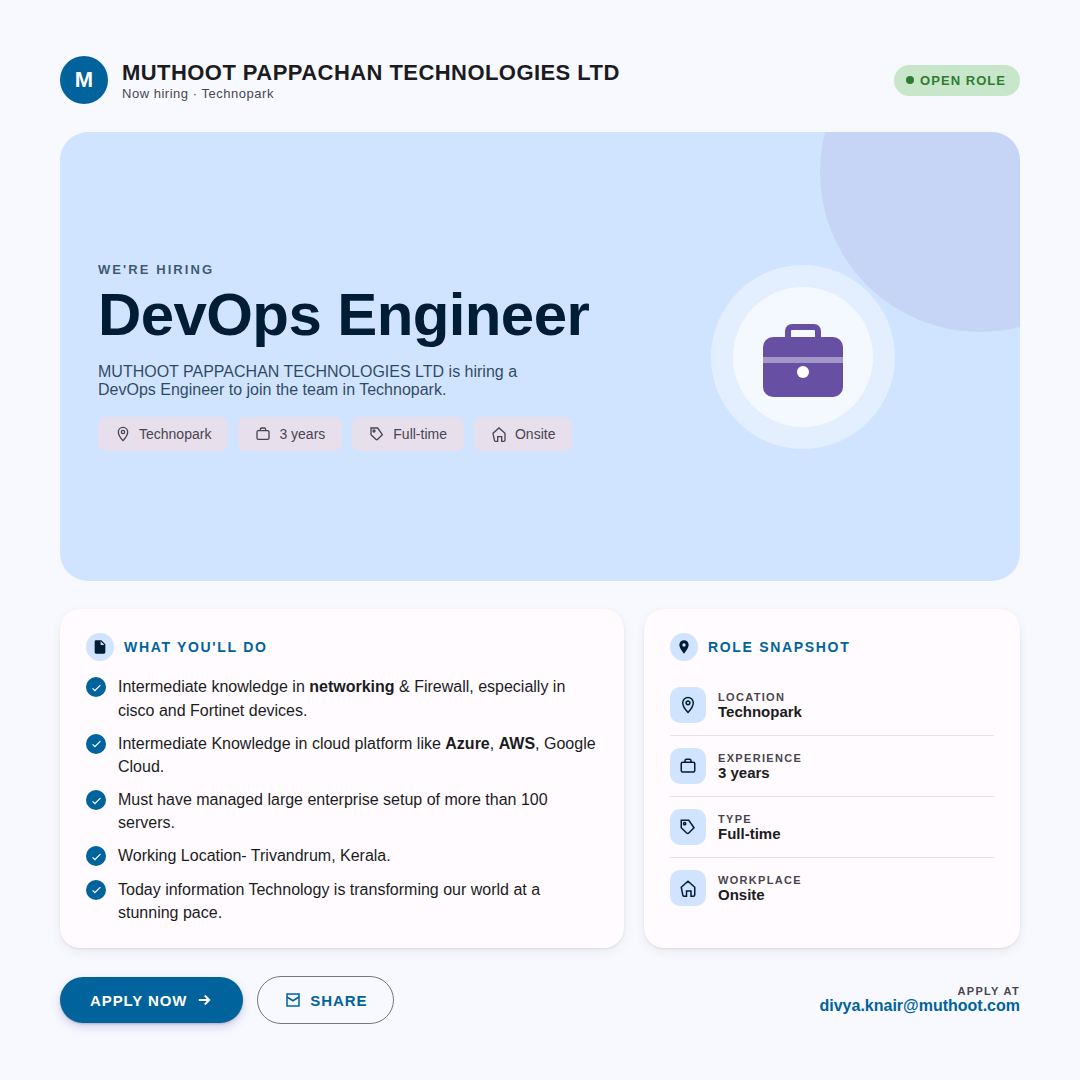 M
MUTHOOT PAPPACHAN TECHNOLOGIES LTD
Now hiring · Technopark
OPEN ROLE
WE'RE HIRING
DevOps Engineer
MUTHOOT PAPPACHAN TECHNOLOGIES LTD is hiring a
DevOps Engineer to join the team in Technopark.
Technopark
3 years
Full-time
Onsite
WHAT YOU'LL DO
Intermediate knowledge in networking & Firewall, especially in
cisco and Fortinet devices.
Intermediate Knowledge in cloud platform like Azure, AWS, Google
Cloud.
Must have managed large enterprise setup of more than 100
servers.
Working Location- Trivandrum, Kerala.
Today information Technology is transforming our world at a
stunning pace.
ROLE SNAPSHOT
LOCATION
Technopark
EXPERIENCE
3 years
TYPE
Full-time
WORKPLACE
Onsite
APPLY NOW
SHARE
APPLY AT
divya.knair@muthoot.com